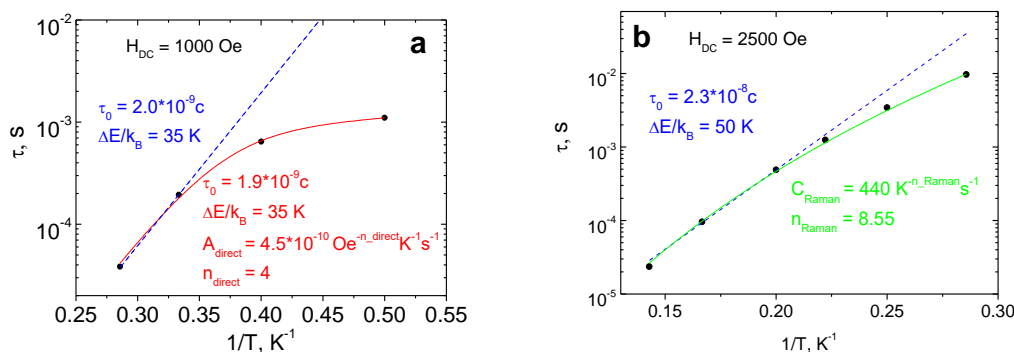 a
H_DC = 1000 Oe
τ_0 = 2.0*10^-9c
ΔE/k_B = 35 K
τ_0 = 1.9*10^-9c
ΔE/k_B = 35 K
A_direct = 4.5*10^-10 Oe^-n_direct K^-1 s^-1
n_direct = 4
τ, s
10^-2
10^-3
10^-4
0.25 0.30 0.35 0.40 0.45 0.50 0.55
1/T, K^-1
b
H_DC = 2500 Oe
τ_0 = 2.3*10^-8c
ΔE/k_B = 50 K
C_Raman = 440 K^-n_Raman s^-1
n_Raman = 8.55
τ, s
10^-2
10^-3
10^-4
10^-5
0.15 0.20 0.25 0.30
1/T, K^-1